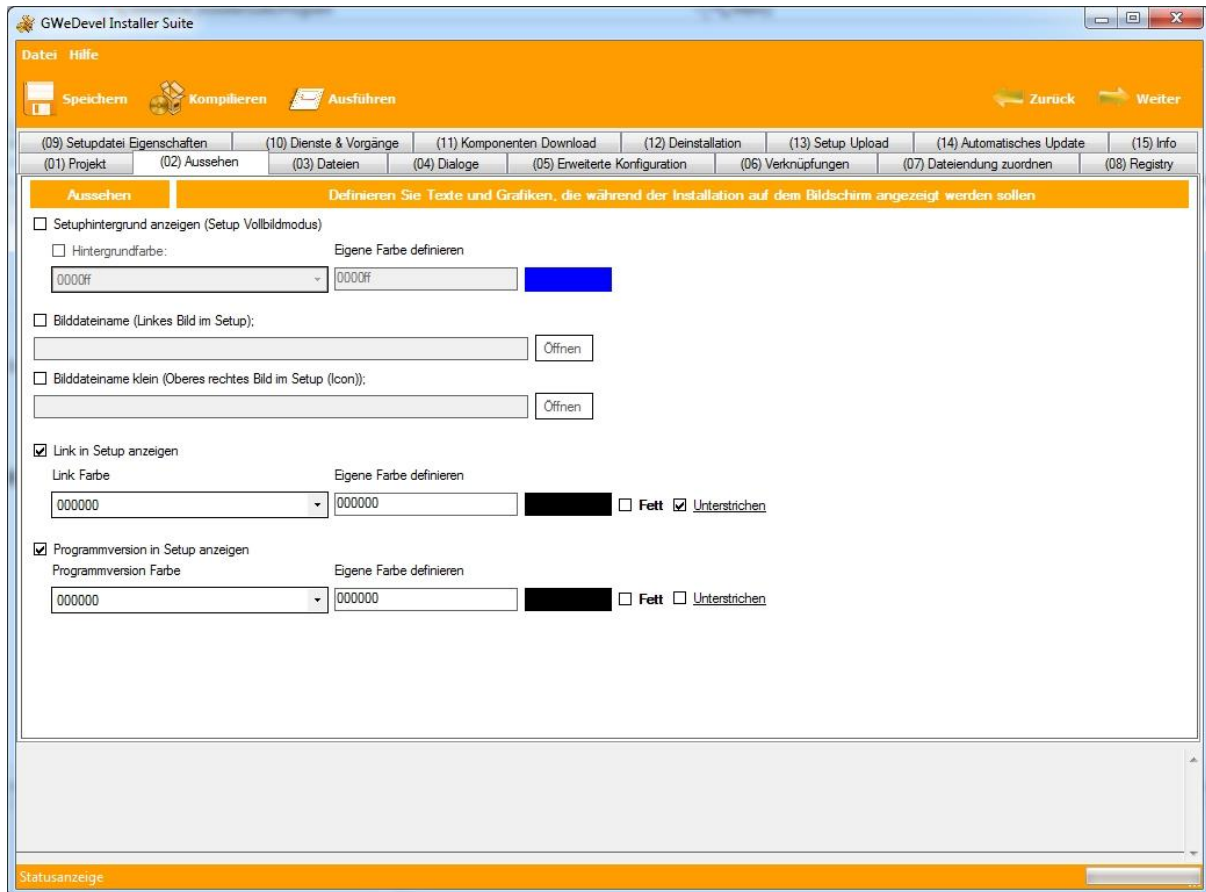 GWeDevel Installer Suite
Datei Hilfe
Speichern Kompilieren Ausführen Zurück Weiter
(09) Setupdatei Eigenschaften (10) Dienste & Vorgänge (11) Komponenten Download (12) Deinstallation (13) Setup Upload (14) Automatisches Update (15) Info
(01) Projekt (02) Aussehen (03) Dateien (04) Dialoge (05) Erweiterte Konfiguration (06) Verknüpfungen (07) Dateiendung zuordnen (08) Registry
Aussehen Definieren Sie Texte und Grafiken, die während der Installation auf dem Bildschirm angezeigt werden sollen
Setuphintergrund anzeigen (Setup Vollbildmodus)
Hintergrundfarbe: Eigene Farbe definieren
0000ff 0000ff
Bilddateiname (Linkes Bild im Setup);
Öffnen
Bilddateiname klein (Oberes rechtes Bild im Setup (Icon));
Öffnen
Link in Setup anzeigen
Link Farbe Eigene Farbe definieren
000000 000000 Fett Unterstrichen
Programmversion in Setup anzeigen
Programmversion Farbe Eigene Farbe definieren
000000 000000 Fett Unterstrichen
Statusanzeige